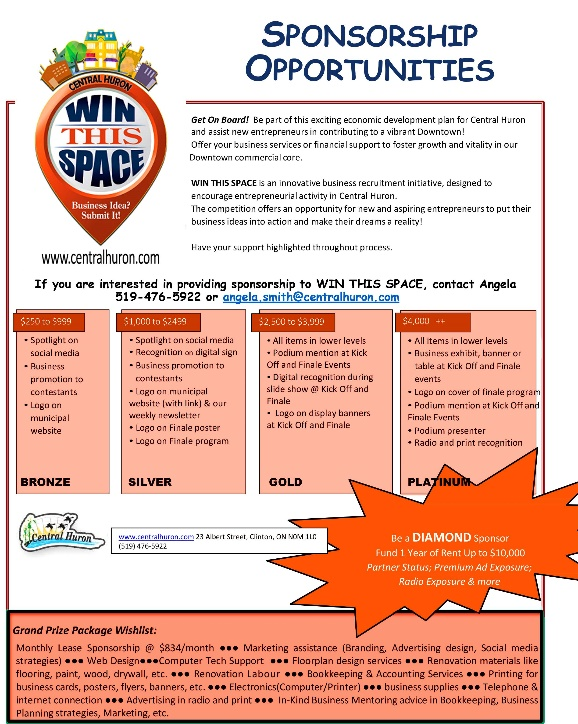 SPONSORSHIP
OPPORTUNITIES
CENTRAL HURON
WIN
THIS
SPACE
Business Idea?
Submit It!
www.centralhuron.com
Get On Board! Be part of this exciting economic development plan for Central Huron
and assist new entrepreneurs in contributing to a vibrant Downtown!
Offer your business services or financial support to foster growth and vitality in our
Downtown commercial core.
WIN THIS SPACE is an innovative business recruitment initiative, designed to
encourage entrepreneurial activity in Central Huron.
The competition offers an opportunity for new and aspiring entrepreneurs to put their
business ideas into action and make their dreams a reality!
Have your support highlighted throughout process.
If you are interested in providing sponsorship to WIN THIS SPACE, contact Angela
519-476-5922 or angela.smith@centralhuron.com
$250 to $999
• Spotlight on
social media
• Business
promotion to
contestants
• Logo on
municipal
website
BRONZE
$1,000 to $2499
• Spotlight on social media
• Recognition on digital sign
• Business promotion to
contestants
• Logo on municipal
website (with link) & our
weekly newsletter
• Logo on Finale poster
• Logo on Finale program
SILVER
$2,500 to $3,999
• All items in lower levels
• Podium mention at Kick
Off and Finale Events
• Digital recognition during
slide show @ Kick Off and
Finale
• Logo on display banners
at Kick Off and Finale
GOLD
$4,000 ++
• All items in lower levels
• Business exhibit, banner or
table at Kick Off and Finale
events
• Logo on cover of finale program
• Podium mention at Kick Off and
Finale Events
• Podium presenter
• Radio and print recognition
PLATINUM
Central Huron
www.centralhuron.com 23 Albert Street, Clinton, ON N0M 1L0
(519) 476-5922
Be a DIAMOND Sponsor
Fund 1 Year of Rent Up to $10,000
Partner Status; Premium Ad Exposure;
Radio Exposure & more
Grand Prize Package Wishlist:
Monthly Lease Sponsorship @ $834/month ●●● Marketing assistance (Branding, Advertising design, Social media
strategies) ●●● Web Design●●●Computer Tech Support ●●● Floorplan design services ●●● Renovation materials like
flooring, paint, wood, drywall, etc. ●●● Renovation Labour ●●● Bookkeeping & Accounting Services ●●● Printing for
business cards, posters, flyers, banners, etc. ●●● Electronics(Computer/Printer) ●●● business supplies ●●● Telephone &
internet connection ●●● Advertising in radio and print ●●● In-Kind Business Mentoring advice in Bookkeeping, Business
Planning strategies, Marketing, etc.